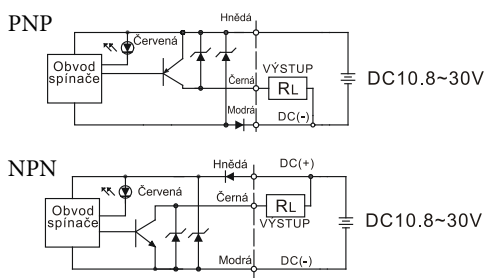 PNP
Hnědá
Červená
Obvod
spínače
Černá
VÝSTUP
RL
DC10.8~30V
Modrá
DC(-)
NPN
Hnědá
DC(+)
Červená
Černá
Obvod
spínače
RL
VÝSTUP
DC10.8~30V
Modrá
DC(-)